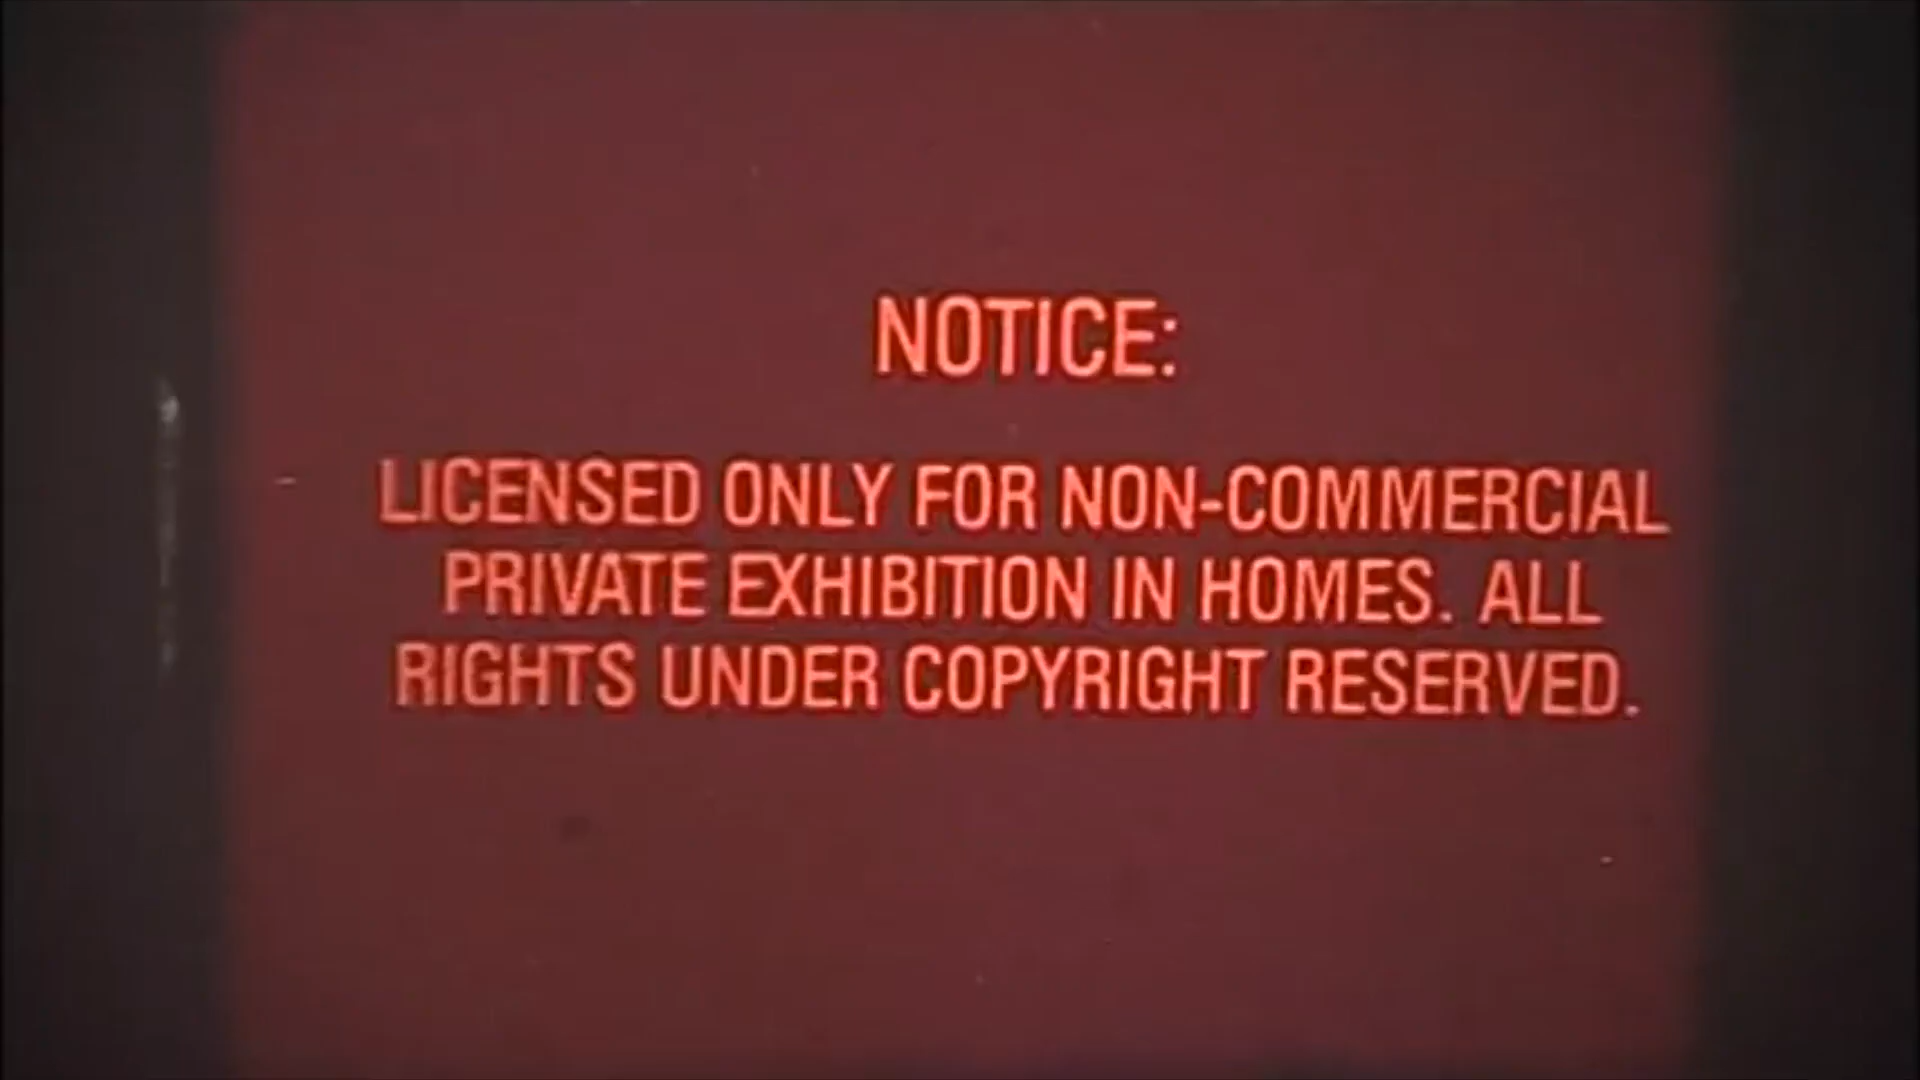 NOTICE:
LICENSED ONLY FOR NON-COMMERCIAL
PRIVATE EXHIBITION IN HOMES. ALL
RIGHTS UNDER COPYRIGHT RESERVED.